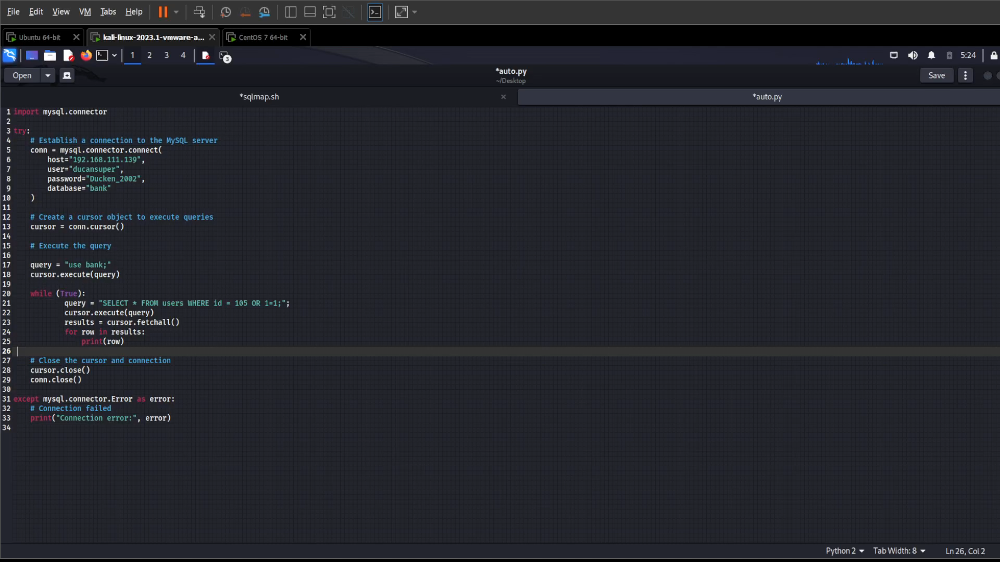 File Edit View VM Tabs Help
Ubuntu 64-bit kali-linux-2023.1-vmware-a... CentOS 7 64-bit
1 2 3 4 3 5:24
Open *auto.py Save
~/Desktop
*sqlmap.sh *auto.py
1 import mysql.connector
2
3 try:
4 # Establish a connection to the MySQL server
5 conn = mysql.connector.connect(
6 host="192.168.111.139",
7 user="ducansuper",
8 password="Ducken_2002",
9 database="bank"
10 )
11
12 # Create a cursor object to execute queries
13 cursor = conn.cursor()
14
15 # Execute the query
16
17 query = "use bank;"
18 cursor.execute(query)
19
20 while (True):
21 query = "SELECT * FROM users WHERE id = 105 OR 1=1;";
22 cursor.execute(query)
23 results = cursor.fetchall()
24 for row in results:
25 print(row)
26
27 # Close the cursor and connection
28 cursor.close()
29 conn.close()
30
31 except mysql.connector.Error as error:
32 # Connection failed
33 print("Connection error:", error)
34
Python 2 Tab Width: 8 Ln 26, Col 2